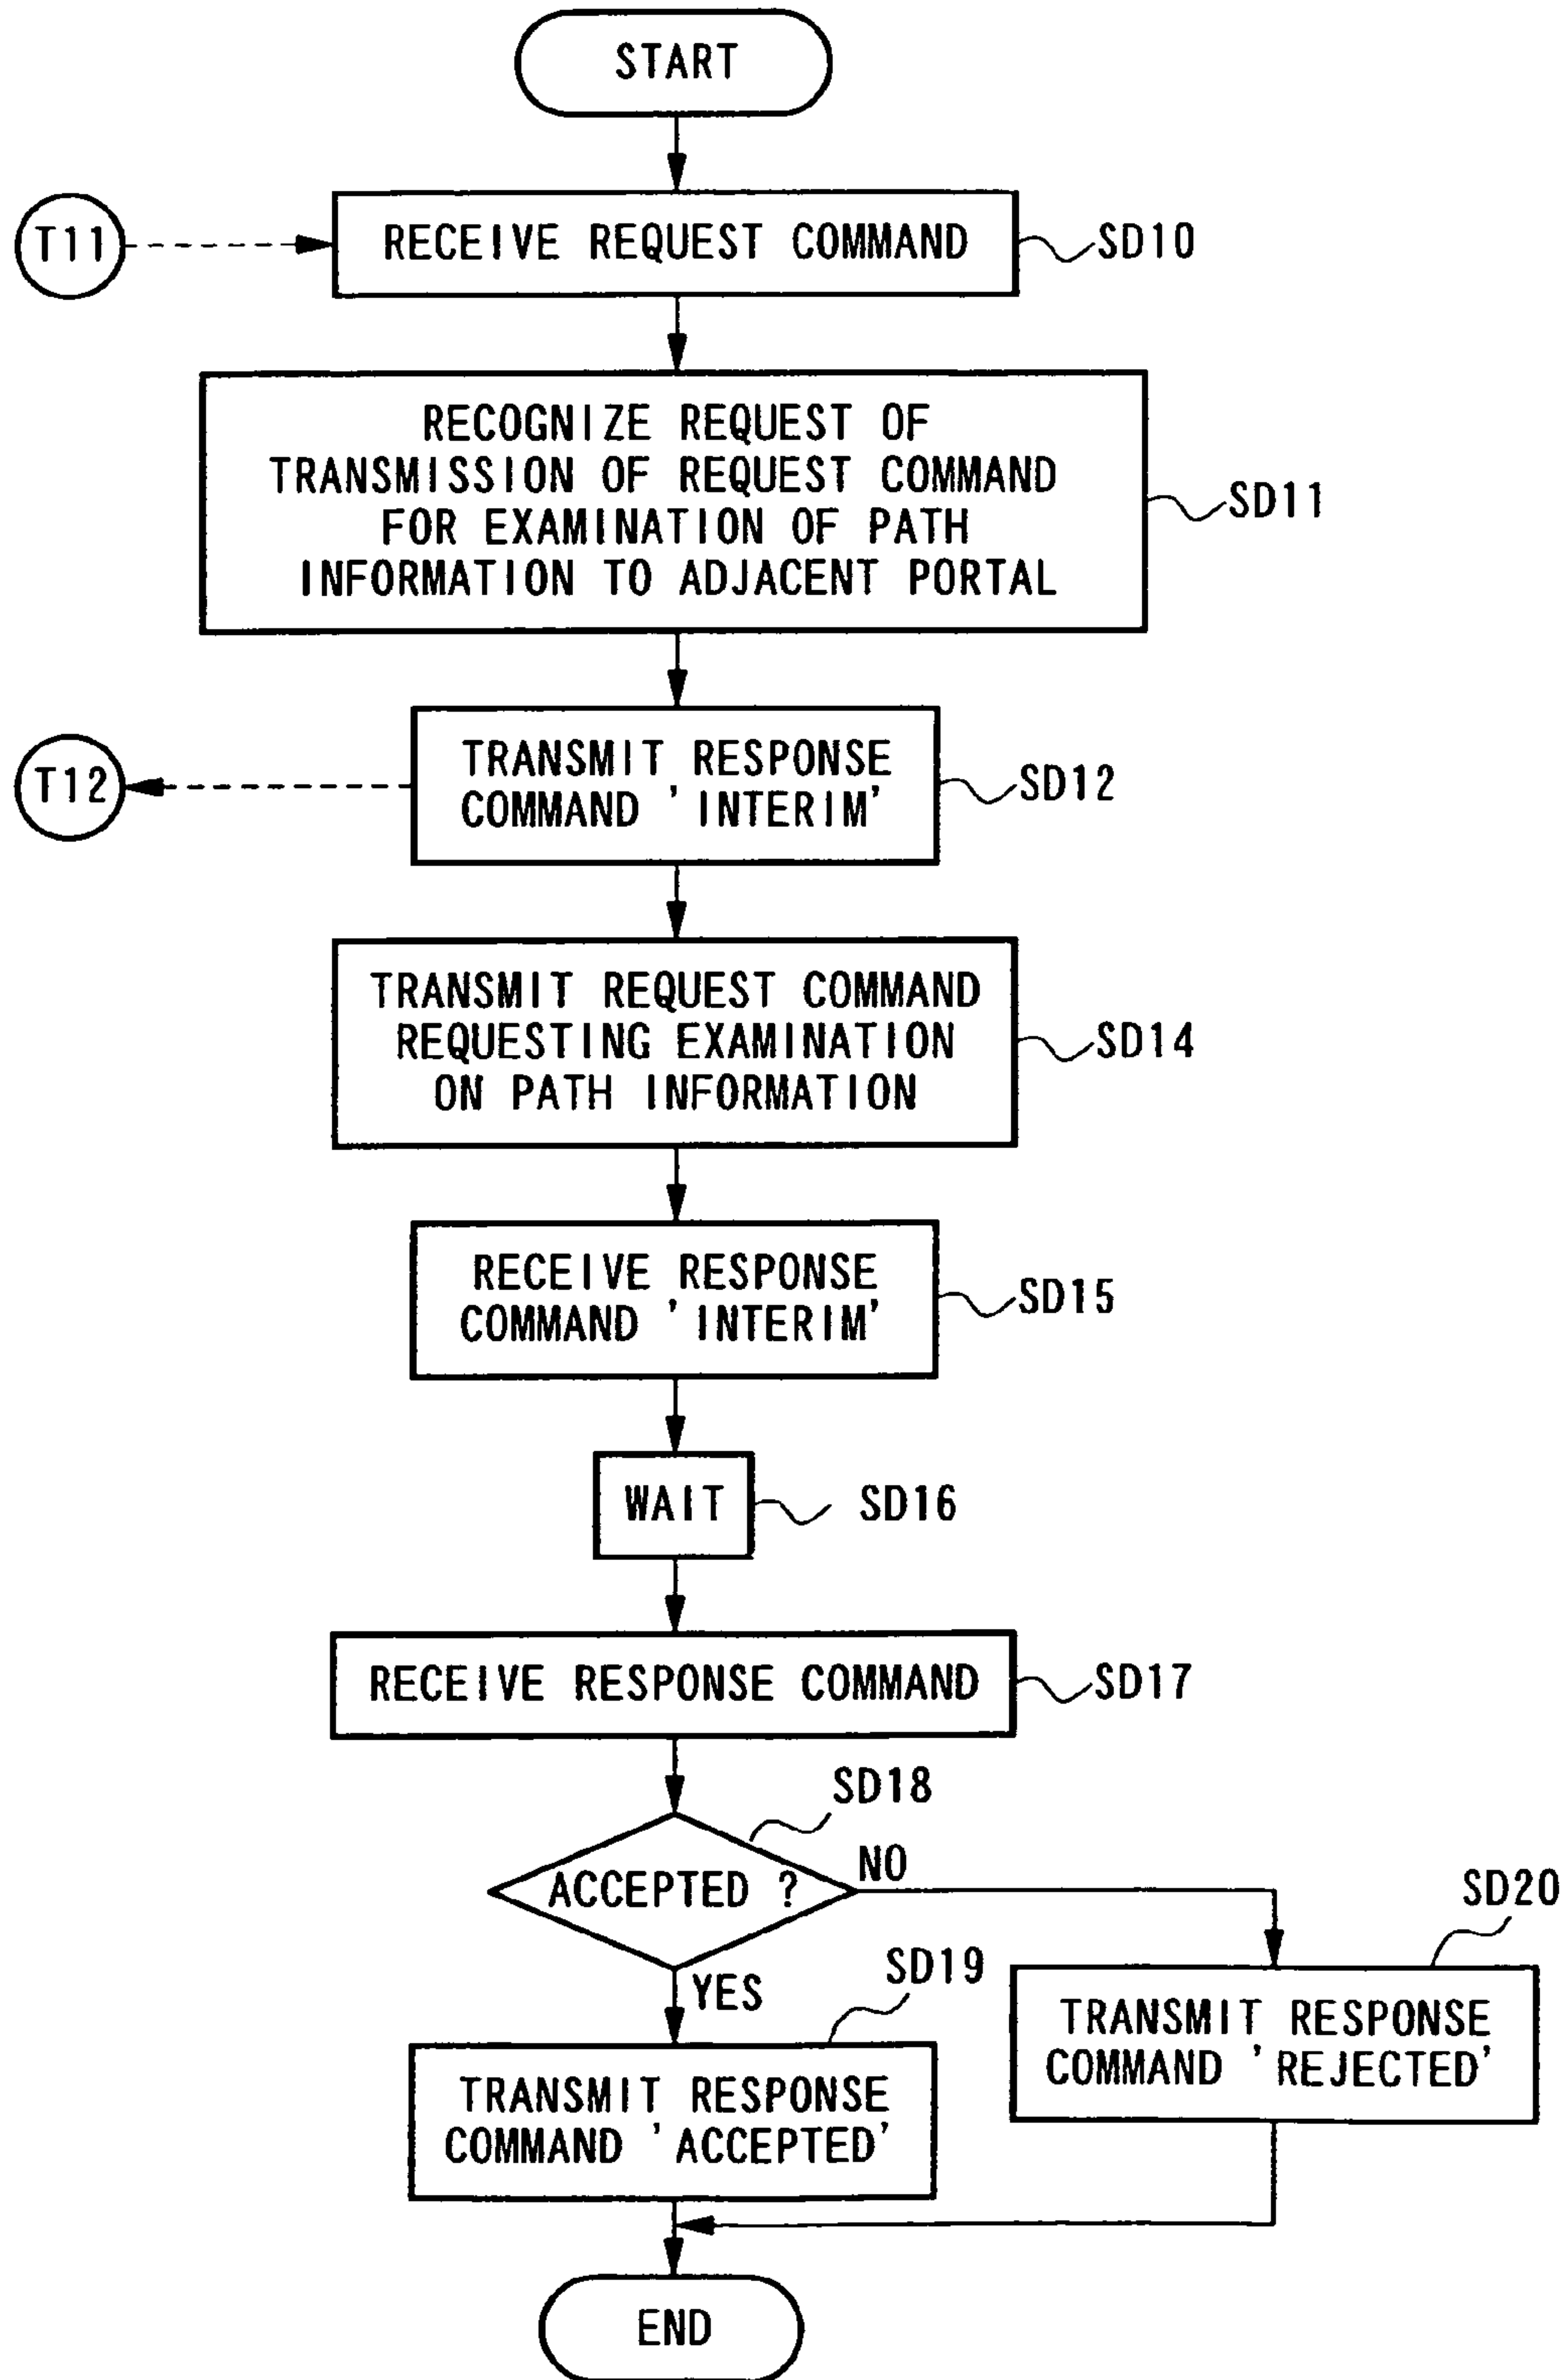 START
T11
RECEIVE REQUEST COMMAND
SD10
RECOGNIZE REQUEST OF
TRANSMISSION OF REQUEST COMMAND
FOR EXAMINATION OF PATH
INFORMATION TO ADJACENT PORTAL
SD11
T12
TRANSMIT RESPONSE
COMMAND 'INTERIM'
SD12
TRANSMIT REQUEST COMMAND
REQUESTING EXAMINATION
ON PATH INFORMATION
SD14
RECEIVE RESPONSE
COMMAND 'INTERIM'
SD15
WAIT
SD16
RECEIVE RESPONSE COMMAND
SD17
SD18
ACCEPTED ?
NO
YES
SD19
SD20
TRANSMIT RESPONSE
COMMAND 'REJECTED'
TRANSMIT RESPONSE
COMMAND 'ACCEPTED'
END